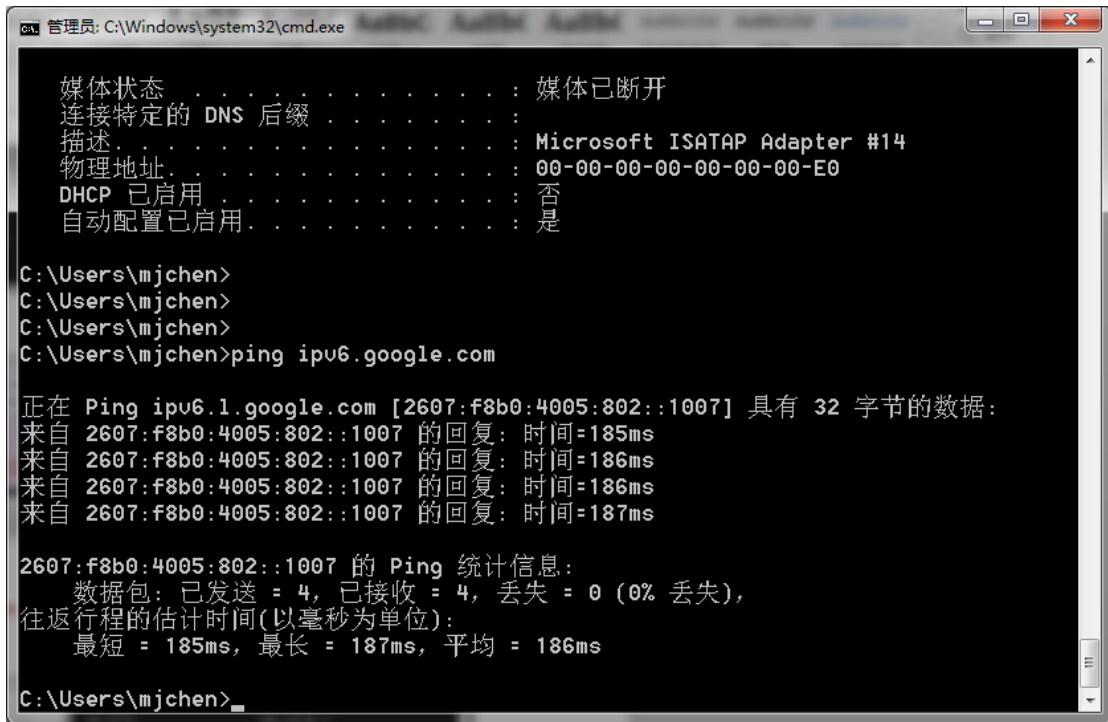 管理员: C:\Windows\system32\cmd.exe
媒体状态 . . . . . . . . . . . . : 媒体已断开
连接特定的 DNS 后缀 . . . . . . . :
描述. . . . . . . . . . . . . . . : Microsoft ISATAP Adapter #14
物理地址. . . . . . . . . . . . . : 00-00-00-00-00-00-00-E0
DHCP 已启用 . . . . . . . . . . . : 否
自动配置已启用. . . . . . . . . . : 是
C:\Users\mjchen>
C:\Users\mjchen>
C:\Users\mjchen>
C:\Users\mjchen>ping ipv6.google.com
正在 Ping ipv6.l.google.com [2607:f8b0:4005:802::1007] 具有 32 字节的数据:
来自 2607:f8b0:4005:802::1007 的回复: 时间=185ms
来自 2607:f8b0:4005:802::1007 的回复: 时间=186ms
来自 2607:f8b0:4005:802::1007 的回复: 时间=186ms
来自 2607:f8b0:4005:802::1007 的回复: 时间=187ms
2607:f8b0:4005:802::1007 的 Ping 统计信息:
数据包: 已发送 = 4，已接收 = 4，丢失 = 0 (0% 丢失)，
往返行程的估计时间(以毫秒为单位):
最短 = 185ms，最长 = 187ms，平均 = 186ms
C:\Users\mjchen>